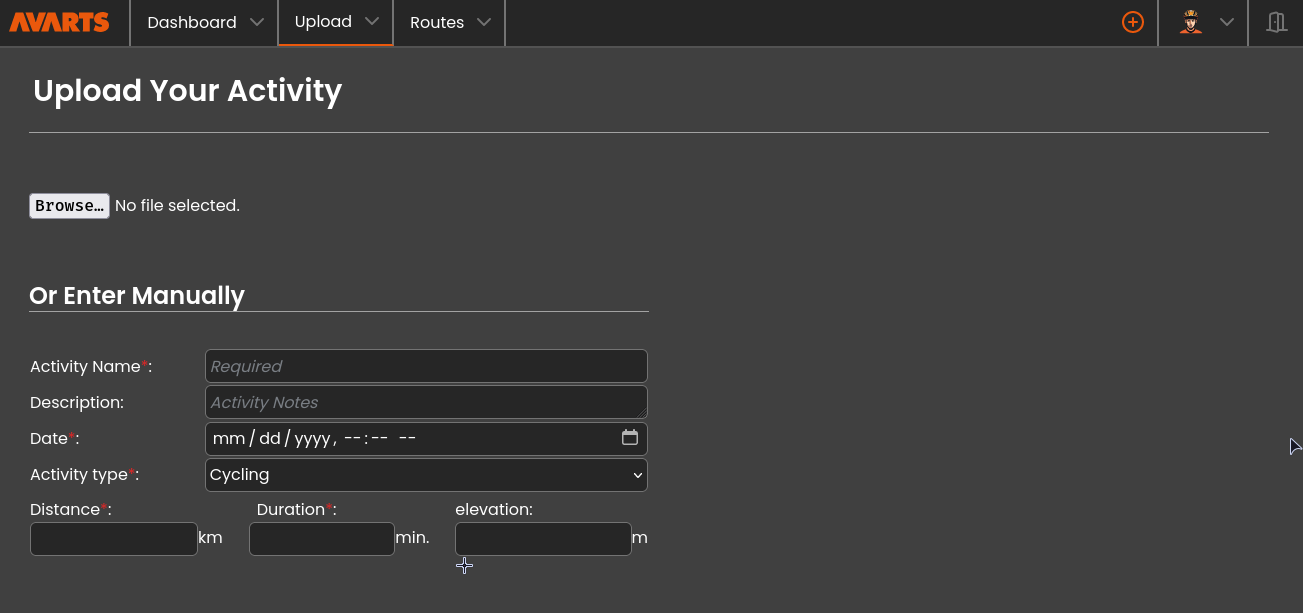 AVARTS Dashboard Upload Routes
Upload Your Activity
Browse… No file selected.
Or Enter Manually
Activity Name*: Required
Description: Activity Notes
Date*: mm/dd/yyyy, --:-- --
Activity type*: Cycling
Distance*: Duration*: elevation:
km min. m